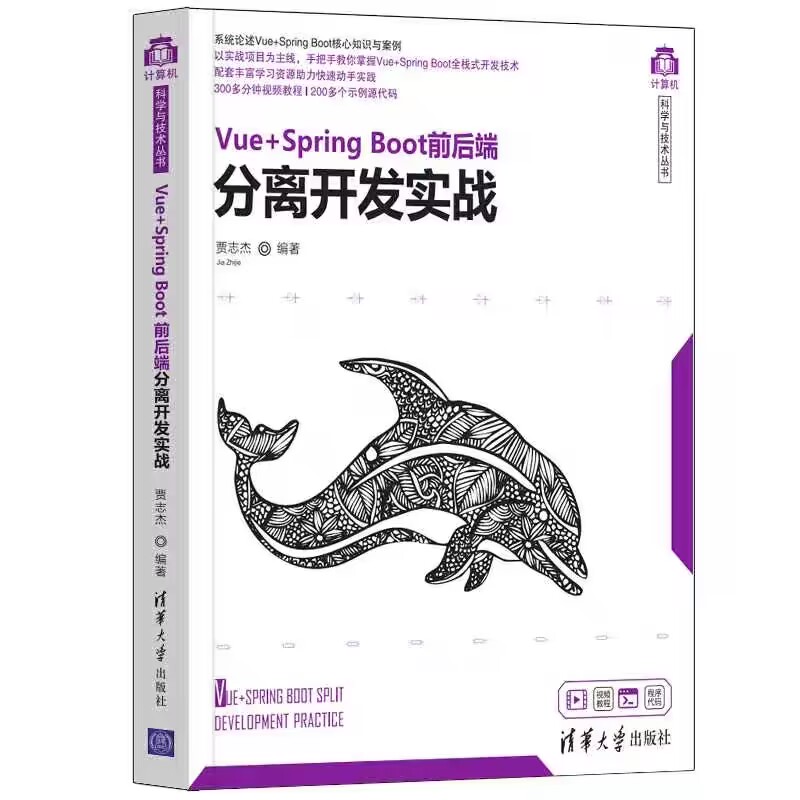 计算机
科学与技术丛书
Vue+Spring Boot 前后端分离开发实战
贾志杰 ◎ 编著
清华大学出版社
系统论述Vue+Spring Boot核心知识与案例
以实战项目为主线，手把手教你掌握Vue+Spring Boot全栈式开发技术
配套丰富学习资源助力快速动手实践
300多分钟视频教程 | 200多个示例源代码
计算机
科学与技术丛书
Vue+Spring Boot前后端
分离开发实战
贾志杰 ◎ 编著
Jia Zhijie
VUE+SPRING BOOT SPLIT
DEVELOPMENT PRACTICE
视频
教程
程序
代码
清华大学出版社